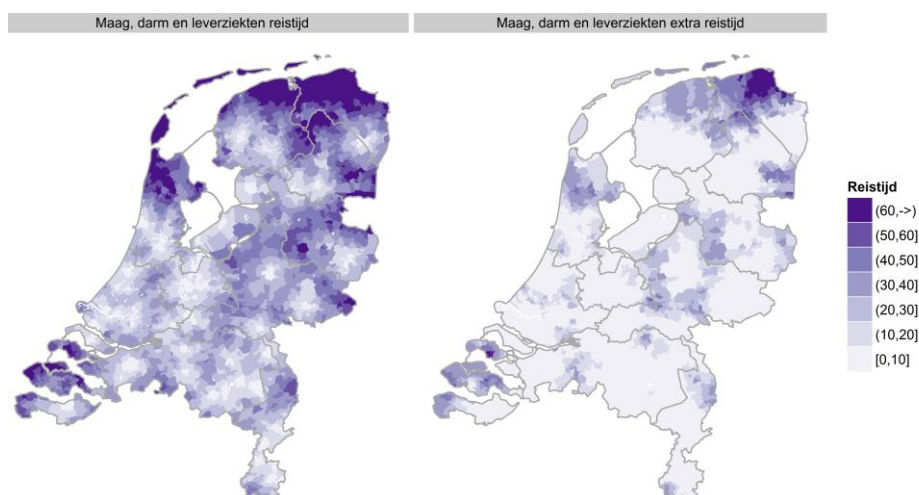 Maag, darm en leverziekten reistijd
Maag, darm en leverziekten extra reistijd
Reistijd
(60,->)
(50,60]
(40,50]
(30,40]
(20,30]
(10,20]
[0,10]